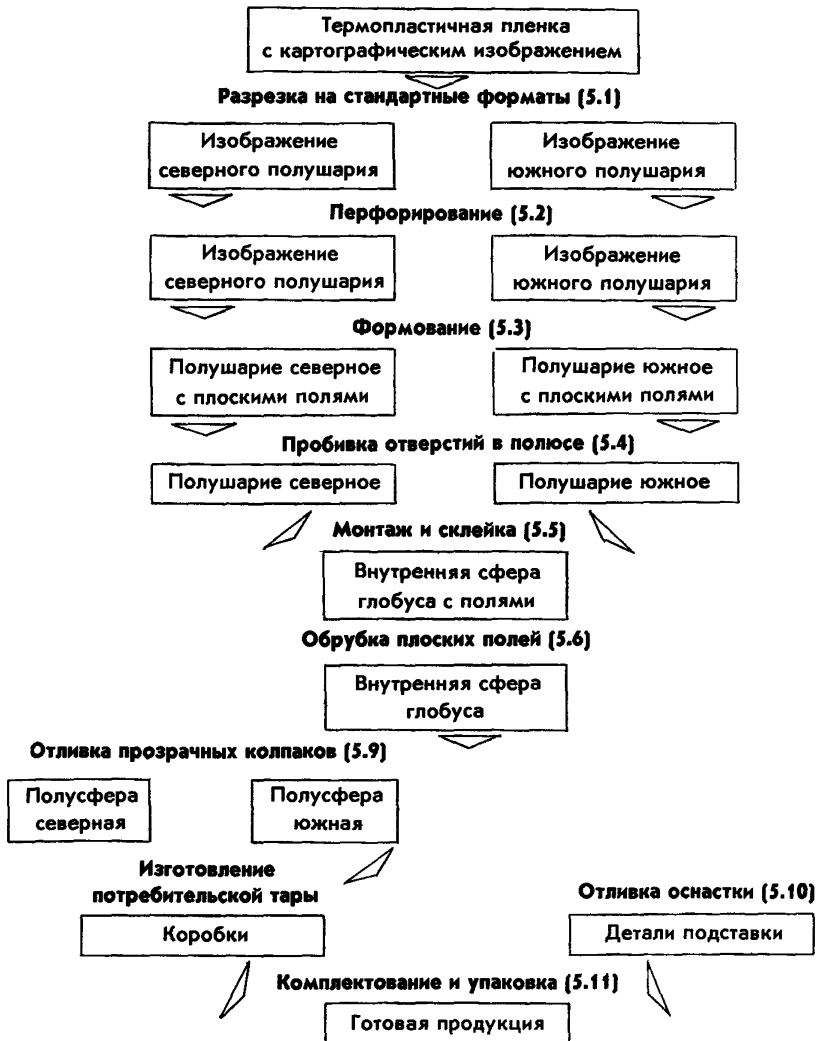 Термопластичная пленка
с картографическим изображением
Разрезка на стандартные форматы (5.1)
Изображение
северного полушария
Изображение
южного полушария
Перфорирование (5.2)
Изображение
северного полушария
Изображение
южного полушария
Формование (5.3)
Полушарие северное
с плоскими полями
Полушарие южное
с плоскими полями
Пробивка отверстий в полюсе (5.4)
Полушарие северное
Полушарие южное
Монтаж и склейка (5.5)
Внутренняя сфера
глобуса с полями
Обрубка плоских полей (5.6)
Внутренняя сфера
глобуса
Отливка прозрачных колпаков (5.9)
Полусфера
северная
Полусфера
южная
Изготовление
потребительской тары
Коробки
Отливка оснастки (5.10)
Детали подставки
Комплектование и упаковка (5.11)
Готовая продукция